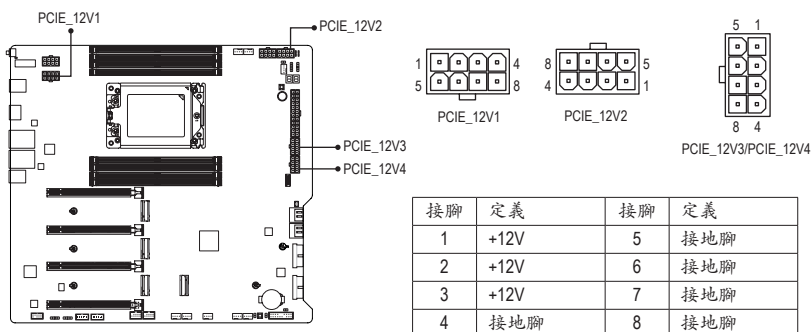 PCIE_12V1
PCIE_12V2
PCIE_12V3
PCIE_12V4
1 4
5 8
PCIE_12V1
8 5
4 1
PCIE_12V2
5 1
8 4
PCIE_12V3/PCIE_12V4
接腳 定義 接腳 定義
1 +12V 5 接地腳
2 +12V 6 接地腳
3 +12V 7 接地腳
4 接地腳 8 接地腳